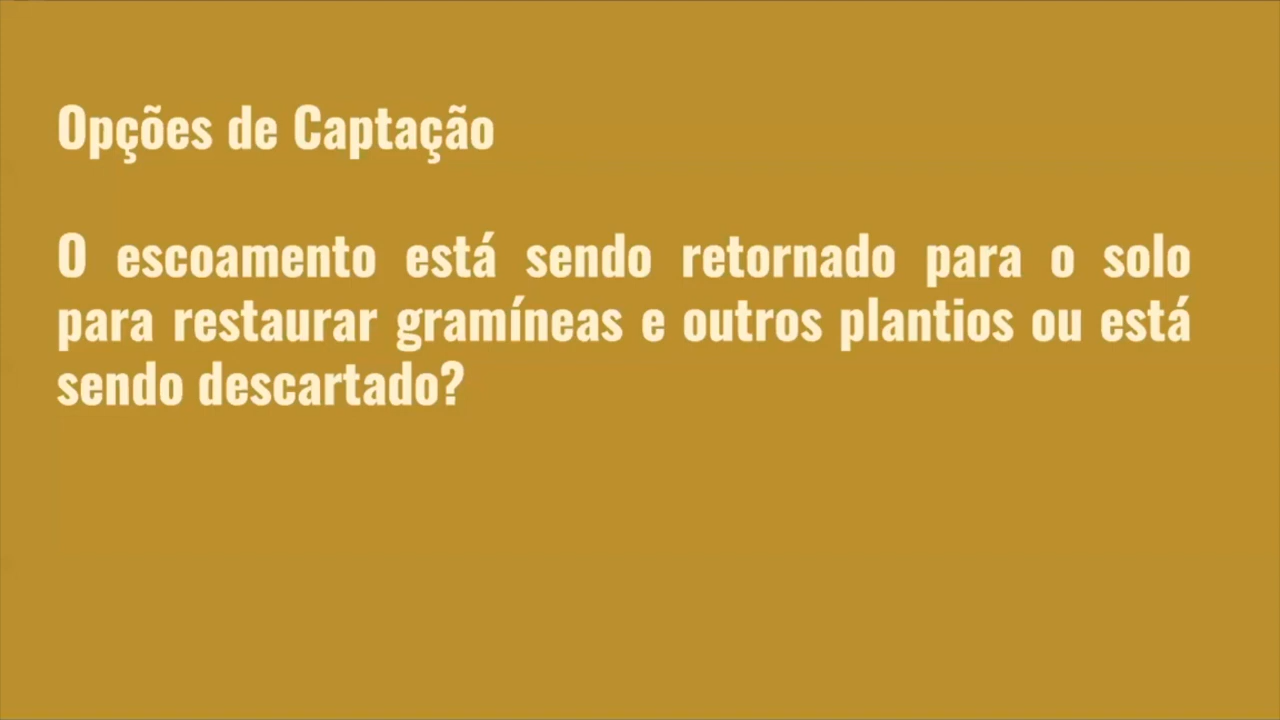 Opções de Captação
O escoamento está sendo retornado para o solo
para restaurar gramíneas e outros plantios ou está
sendo descartado?